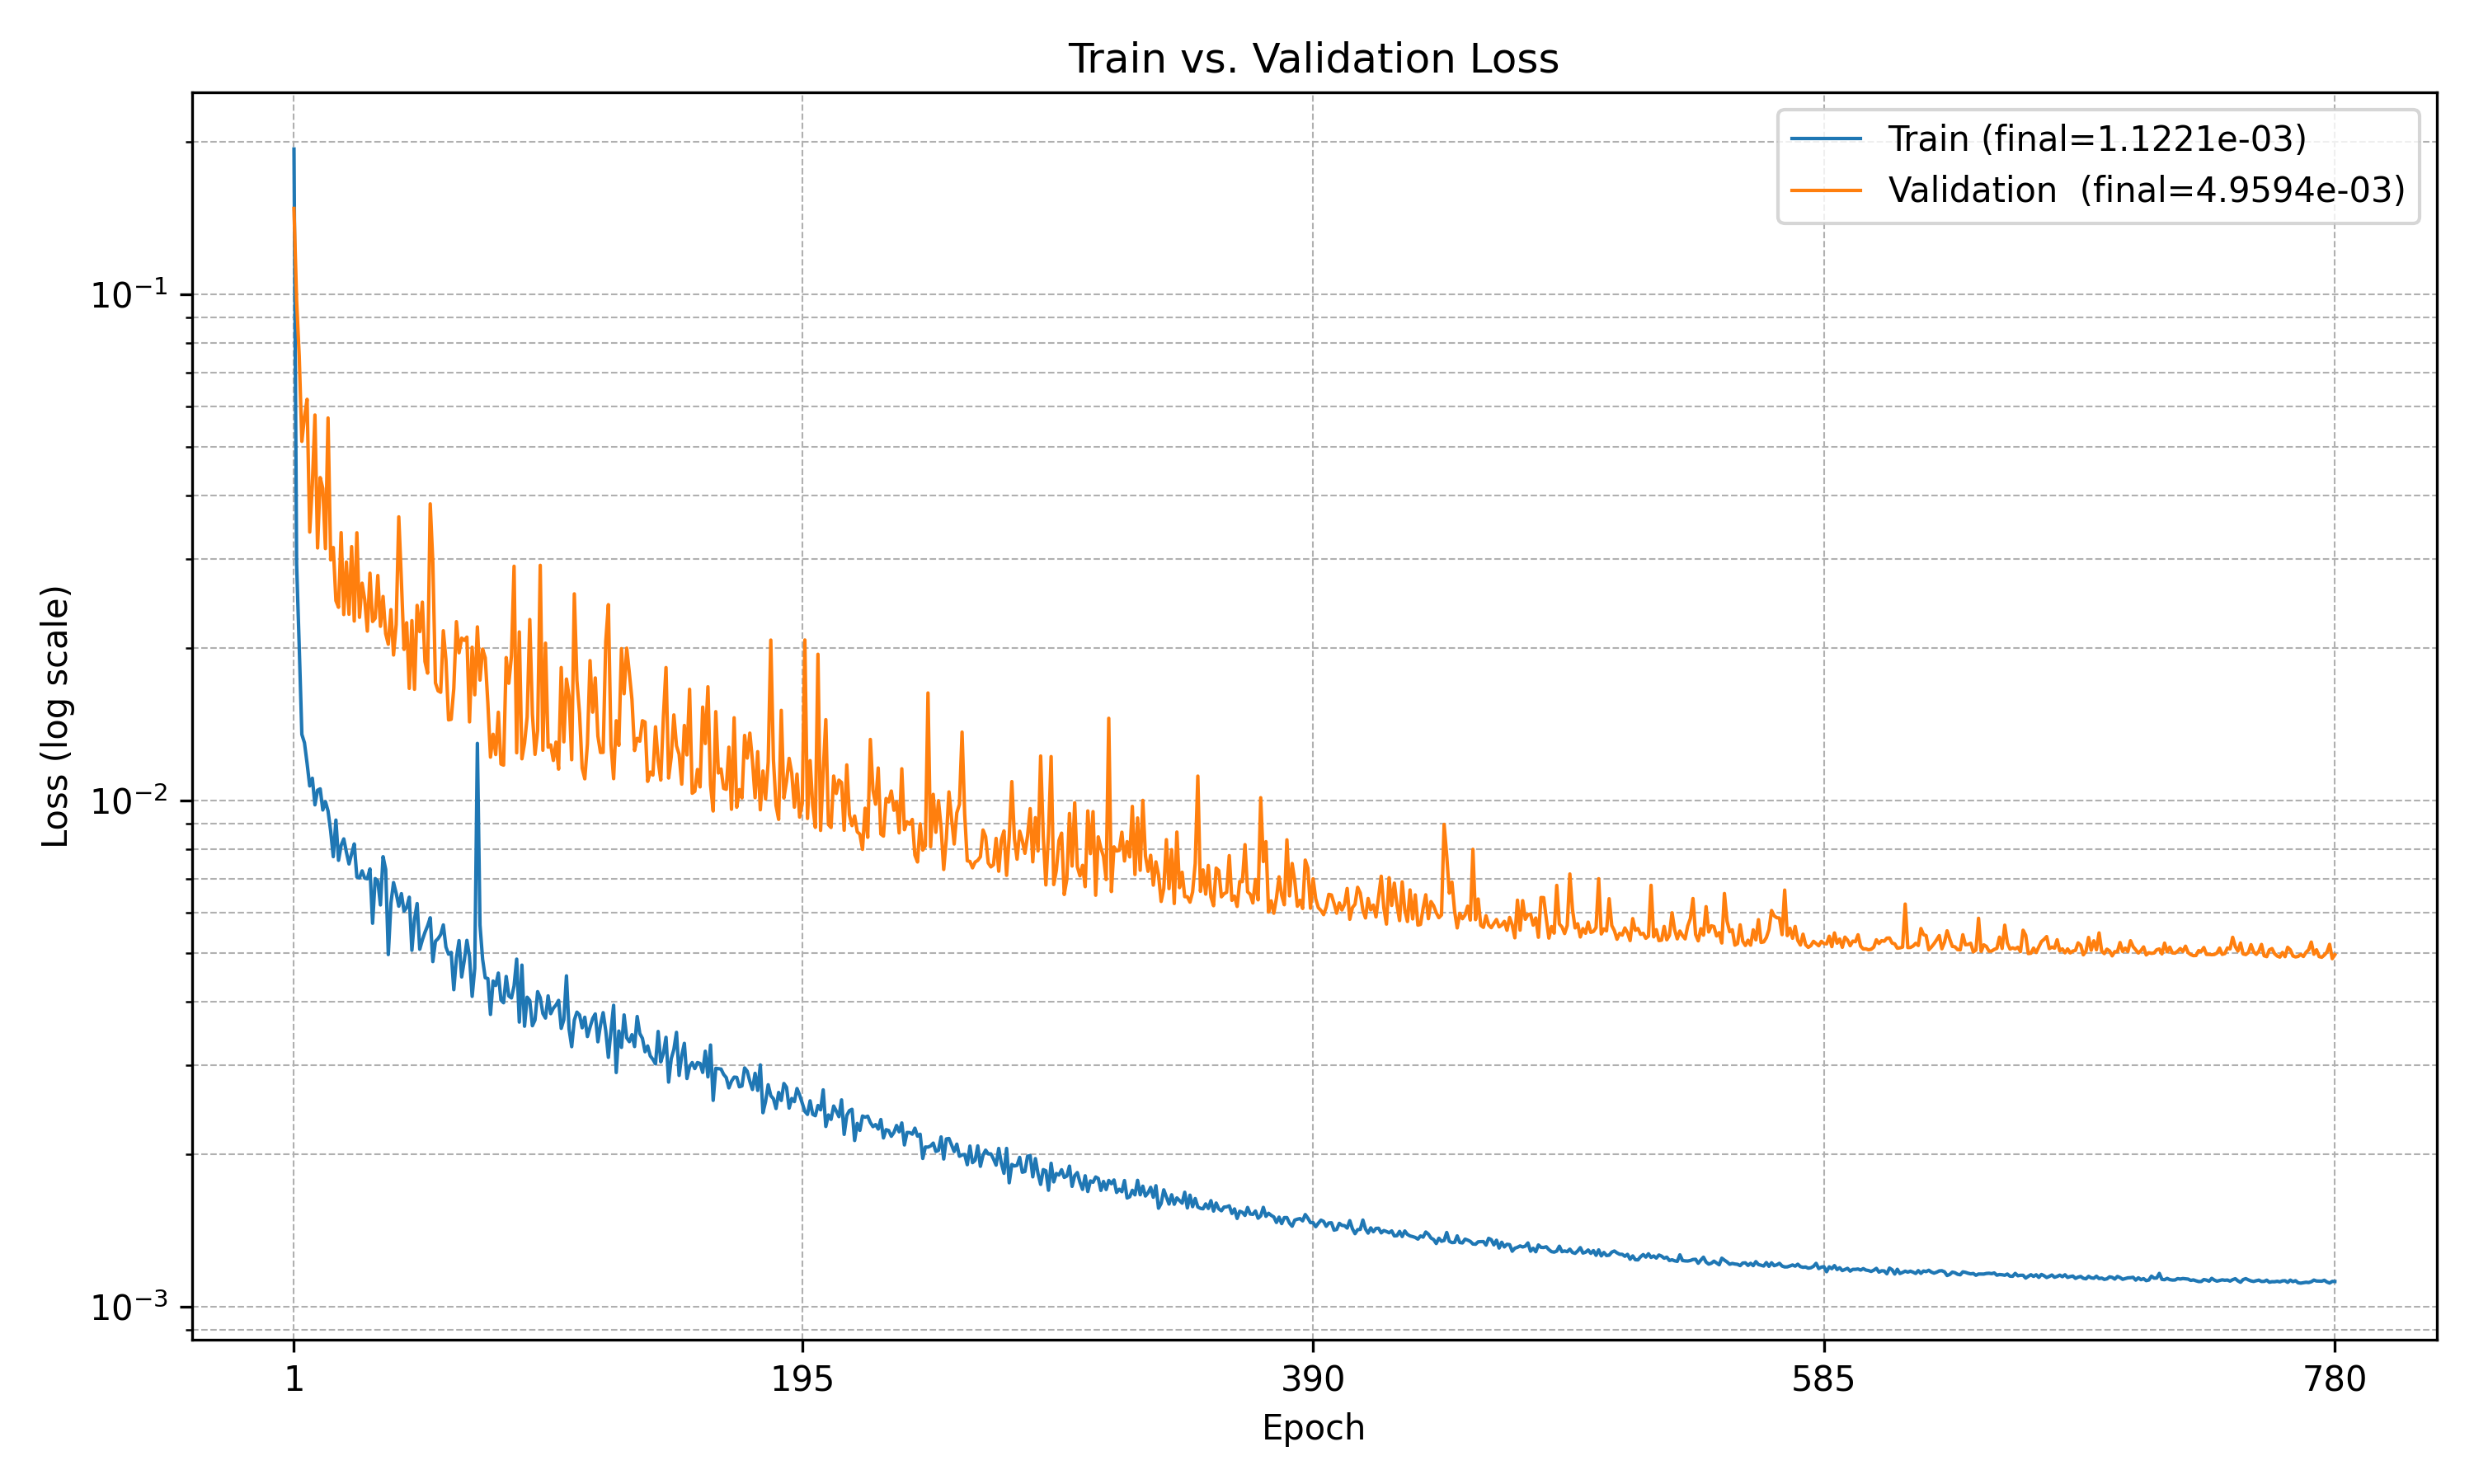 Train vs. Validation Loss
Train (final=1.1221e-03)
Validation (final=4.9594e-03)
Loss (log scale)
10⁻¹
10⁻²
10⁻³
1 195 390 585 780
Epoch